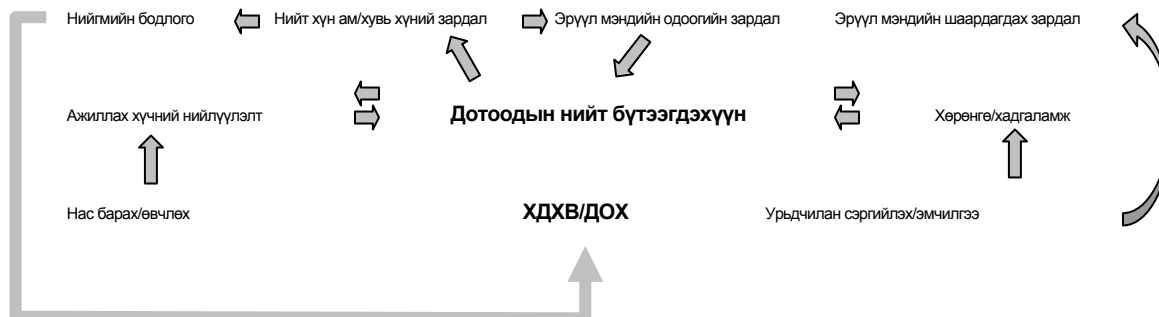 Нийгмийн бодлого
Нийт хүн ам/хувь хүний зардал
Эрүүл мэндийн одоогийн зардал
Эрүүл мэндийн шаардагдах зардал
Ажиллах хүчний нийлүүлэлт
Дотоодын нийт бүтээгдэхүүн
Хөрөнгө/хадгаламж
Нас барах/өвчлөх
ХДХВ/ДОХ
Урьдчилан сэргийлэх/эмчилгээ